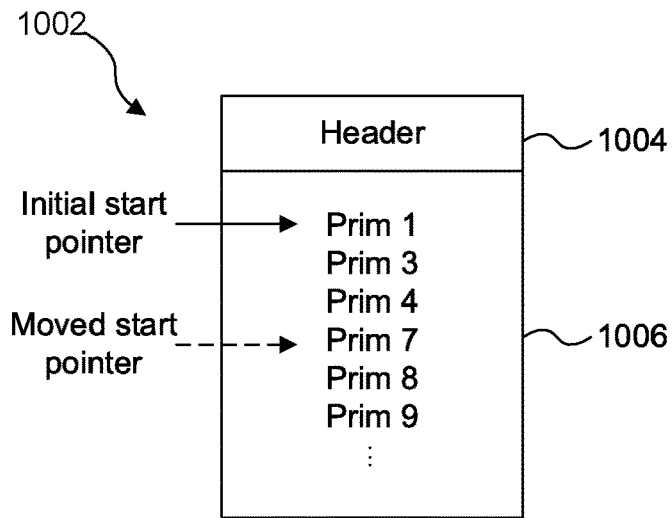 1002
Header
1004
Initial start
pointer
Prim 1
Prim 3
Prim 4
Moved start
pointer
Prim 7
Prim 8
Prim 9
⋮
1006